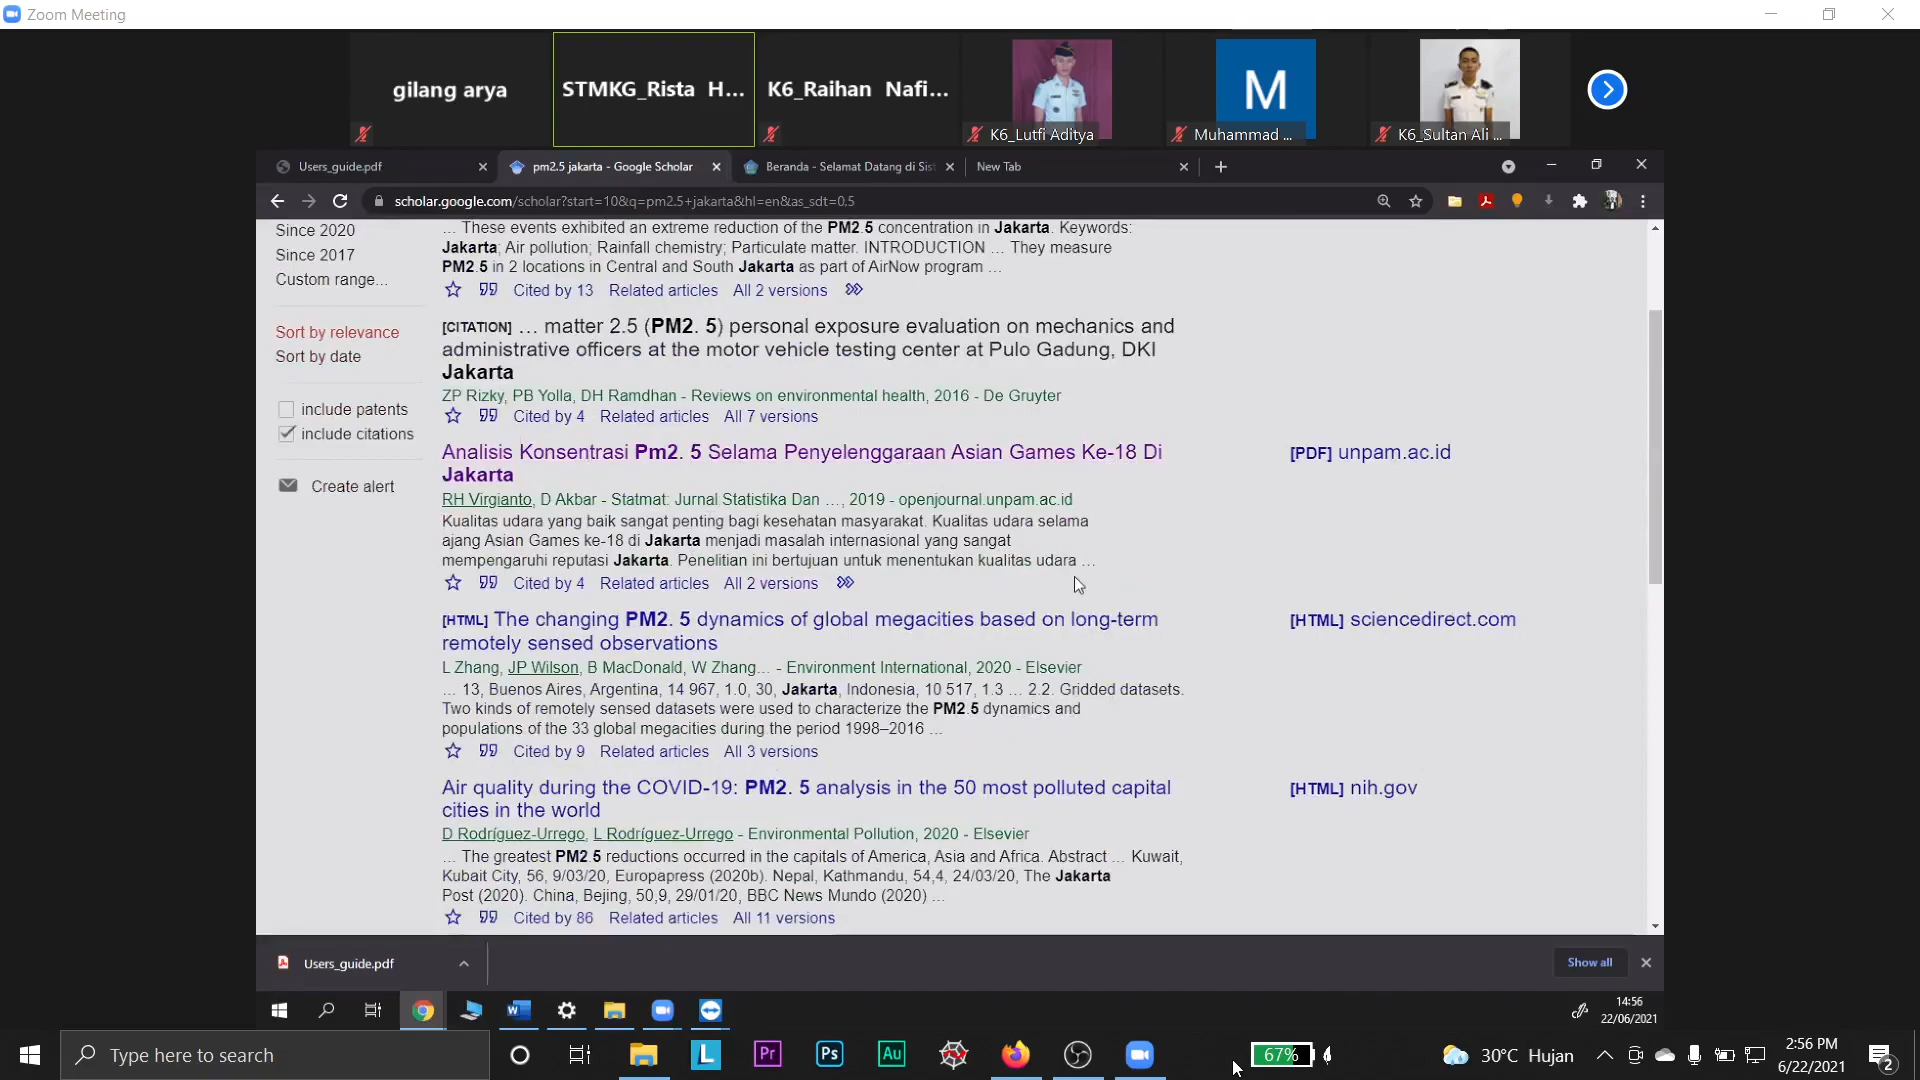 Zoom Meeting
gilang arya
STMKG_Rista H...
K6_Raihan Nafi...
K6_Lutfi Aditya
M
Muhammad ...
K6_Sultan Ali ...
Users_guide.pdf
pm2.5 jakarta - Google Scholar
Beranda - Selamat Datang di Sist
New Tab
scholar.google.com/scholar?start=10&q=pm2.5+jakarta&hl=en&as_sdt=0,5
Since 2020
Since 2017
Custom range...
Sort by relevance
Sort by date
include patents
include citations
Create alert
... These events exhibited an extreme reduction of the PM2.5 concentration in Jakarta. Keywords:
Jakarta; Air pollution; Rainfall chemistry; Particulate matter. INTRODUCTION ... They measure
PM2.5 in 2 locations in Central and South Jakarta as part of AirNow program ...
Cited by 13 Related articles All 2 versions
[CITATION] ... matter 2.5 (PM2. 5) personal exposure evaluation on mechanics and
administrative officers at the motor vehicle testing center at Pulo Gadung, DKI
Jakarta
ZP Rizky, PB Yolla, DH Ramdhan - Reviews on environmental health, 2016 - De Gruyter
Cited by 4 Related articles All 7 versions
Analisis Konsentrasi Pm2. 5 Selama Penyelenggaraan Asian Games Ke-18 Di
Jakarta
[PDF] unpam.ac.id
RH Virgianto, D Akbar - Statmat: Jurnal Statistika Dan ..., 2019 - openjournal.unpam.ac.id
Kualitas udara yang baik sangat penting bagi kesehatan masyarakat. Kualitas udara selama
ajang Asian Games ke-18 di Jakarta menjadi masalah internasional yang sangat
mempengaruhi reputasi Jakarta. Penelitian ini bertujuan untuk menentukan kualitas udara ...
Cited by 4 Related articles All 2 versions
[HTML] The changing PM2. 5 dynamics of global megacities based on long-term
remotely sensed observations
[HTML] sciencedirect.com
L Zhang, JP Wilson, B MacDonald, W Zhang... - Environment International, 2020 - Elsevier
... 13, Buenos Aires, Argentina, 14 967, 1.0, 30, Jakarta, Indonesia, 10 517, 1.3 ... 2.2. Gridded datasets.
Two kinds of remotely sensed datasets were used to characterize the PM2.5 dynamics and
populations of the 33 global megacities during the period 1998–2016 ...
Cited by 9 Related articles All 3 versions
Air quality during the COVID-19: PM2. 5 analysis in the 50 most polluted capital
cities in the world
[HTML] nih.gov
D Rodríguez-Urrego, L Rodríguez-Urrego - Environmental Pollution, 2020 - Elsevier
... The greatest PM2.5 reductions occurred in the capitals of America, Asia and Africa. Abstract ... Kuwait,
Kubait City, 56, 9/03/20, Europapress (2020b). Nepal, Kathmandu, 54,4, 24/03/20, The Jakarta
Post (2020). China, Bejing, 50,9, 29/01/20, BBC News Mundo (2020) ...
Cited by 86 Related articles All 11 versions
Users_guide.pdf
Show all
14:56
22/06/2021
Type here to search
L
Pr
Ps
Au
67%
30°C Hujan
2:56 PM
6/22/2021
2